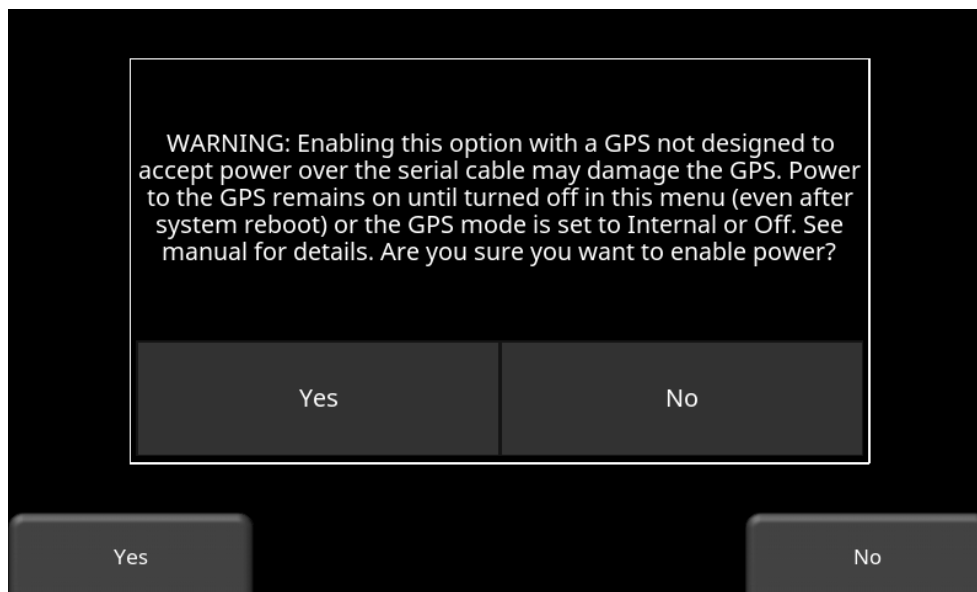 WARNING: Enabling this option with a GPS not designed to
accept power over the serial cable may damage the GPS. Power
to the GPS remains on until turned off in this menu (even after
system reboot) or the GPS mode is set to Internal or Off. See
manual for details. Are you sure you want to enable power?
Yes
No
Yes
No